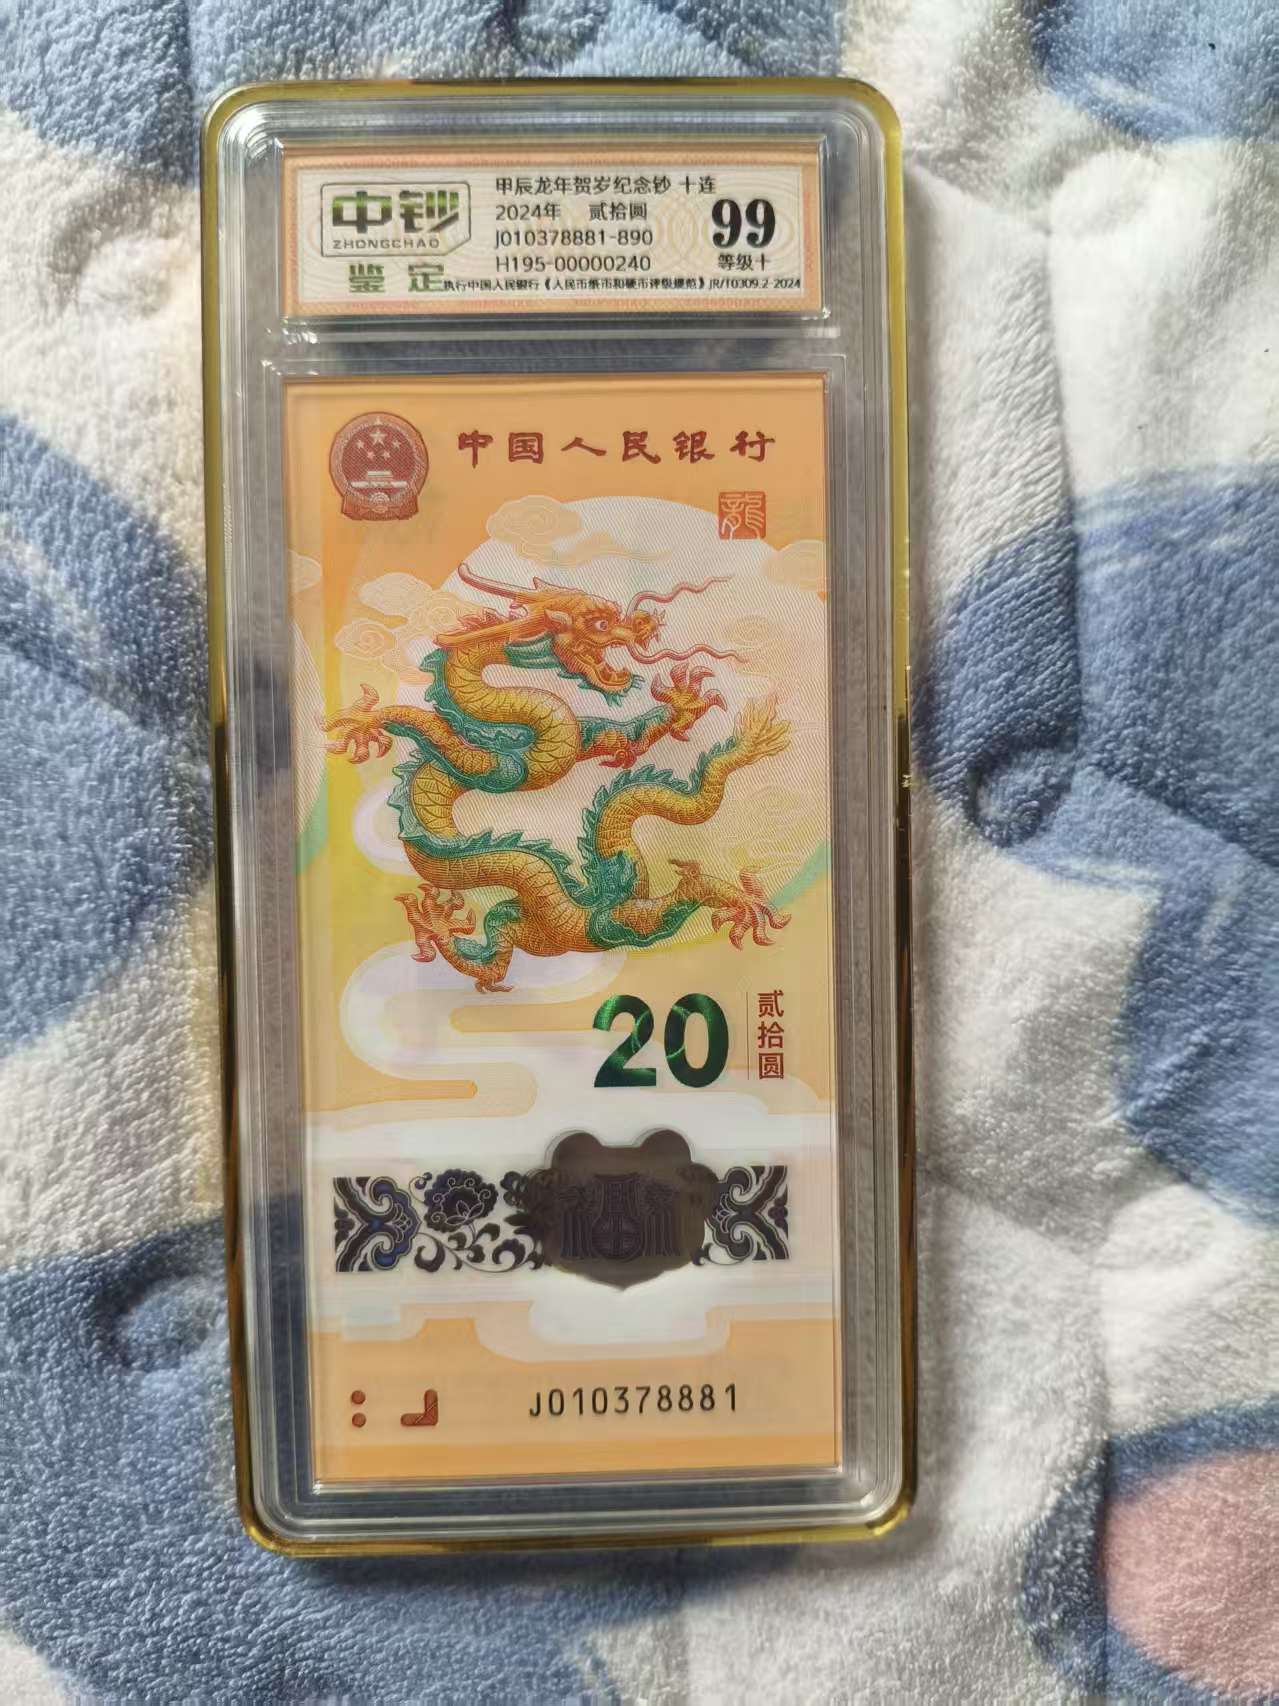 中钞
ZHONGCHAO
鉴 定
甲辰龙年贺岁纪念钞 十连
2024年 贰拾圆
J010378881-890
H195-00000240
99
等级十
执行中国人民银行《人民币纸币和硬币评级规范》JR/T0309.2-2024
中国人民银行
龍
20
贰拾圆
J010378881